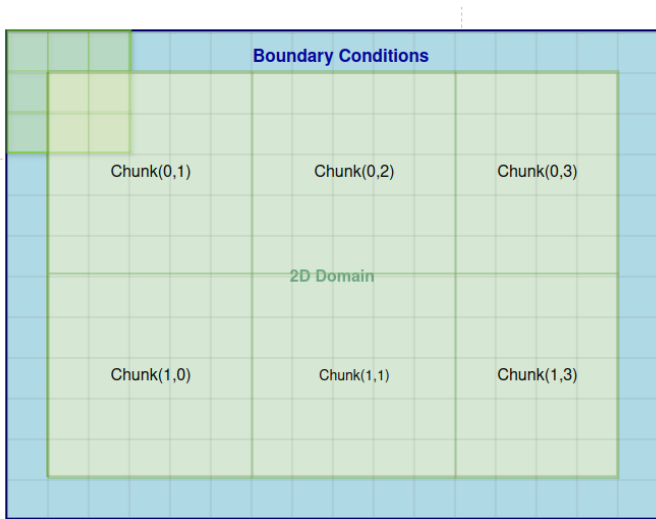 Boundary Conditions
Chunk(0,1)
Chunk(0,2)
Chunk(0,3)
2D Domain
Chunk(1,0)
Chunk(1,1)
Chunk(1,3)